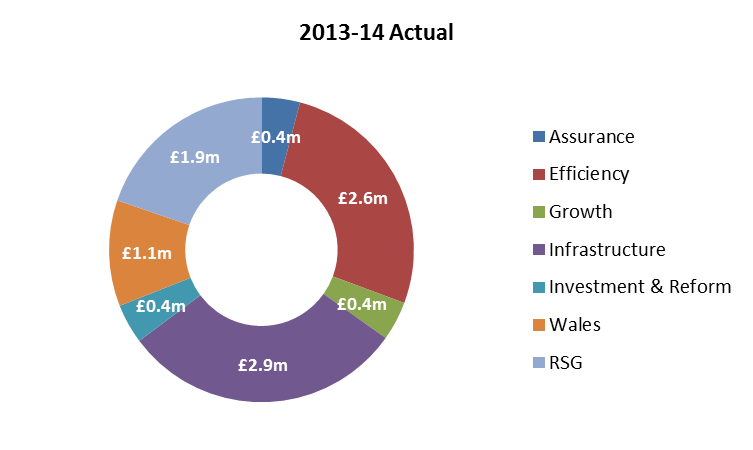 2013-14 Actual
£0.4m
£2.6m
£0.4m
£2.9m
£0.4m
£1.1m
£1.9m
Assurance
Efficiency
Growth
Infrastructure
Investment & Reform
Wales
RSG